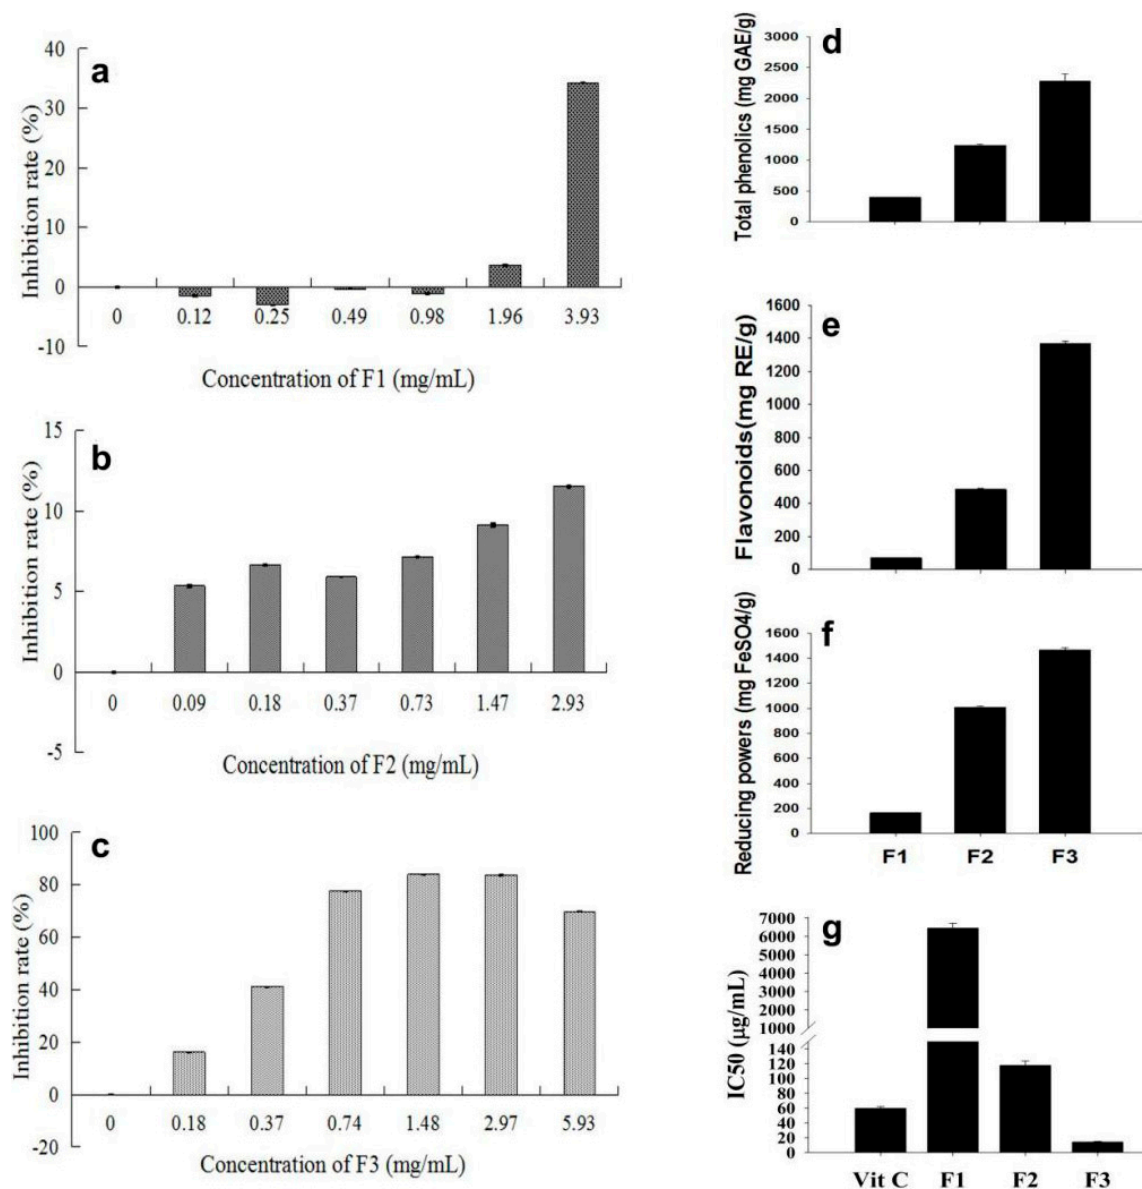 a
Inhibition rate (%)
40
30
20
10
0
-10
0 0.12 0.25 0.49 0.98 1.96 3.93
Concentration of F1 (mg/mL)
b
Inhibition rate (%)
15
10
5
0
-5
0 0.09 0.18 0.37 0.73 1.47 2.93
Concentration of F2 (mg/mL)
c
Inhibition rate (%)
100
80
60
40
20
0
-20
0 0.18 0.37 0.74 1.48 2.97 5.93
Concentration of F3 (mg/mL)
d
Total phenolics (mg GAE/g)
3000
2500
2000
1500
1000
500
0
e
Flavonoids(mg RE/g)
1600
1400
1200
1000
800
600
400
200
0
f
Reducing powers (mg FeSO4/g)
1600
1400
1200
1000
800
600
400
200
0
F1 F2 F3
g
IC50 (µg/mL)
7000
6000
5000
4000
3000
2000
1000
140
120
100
80
60
40
20
0
Vit C F1 F2 F3